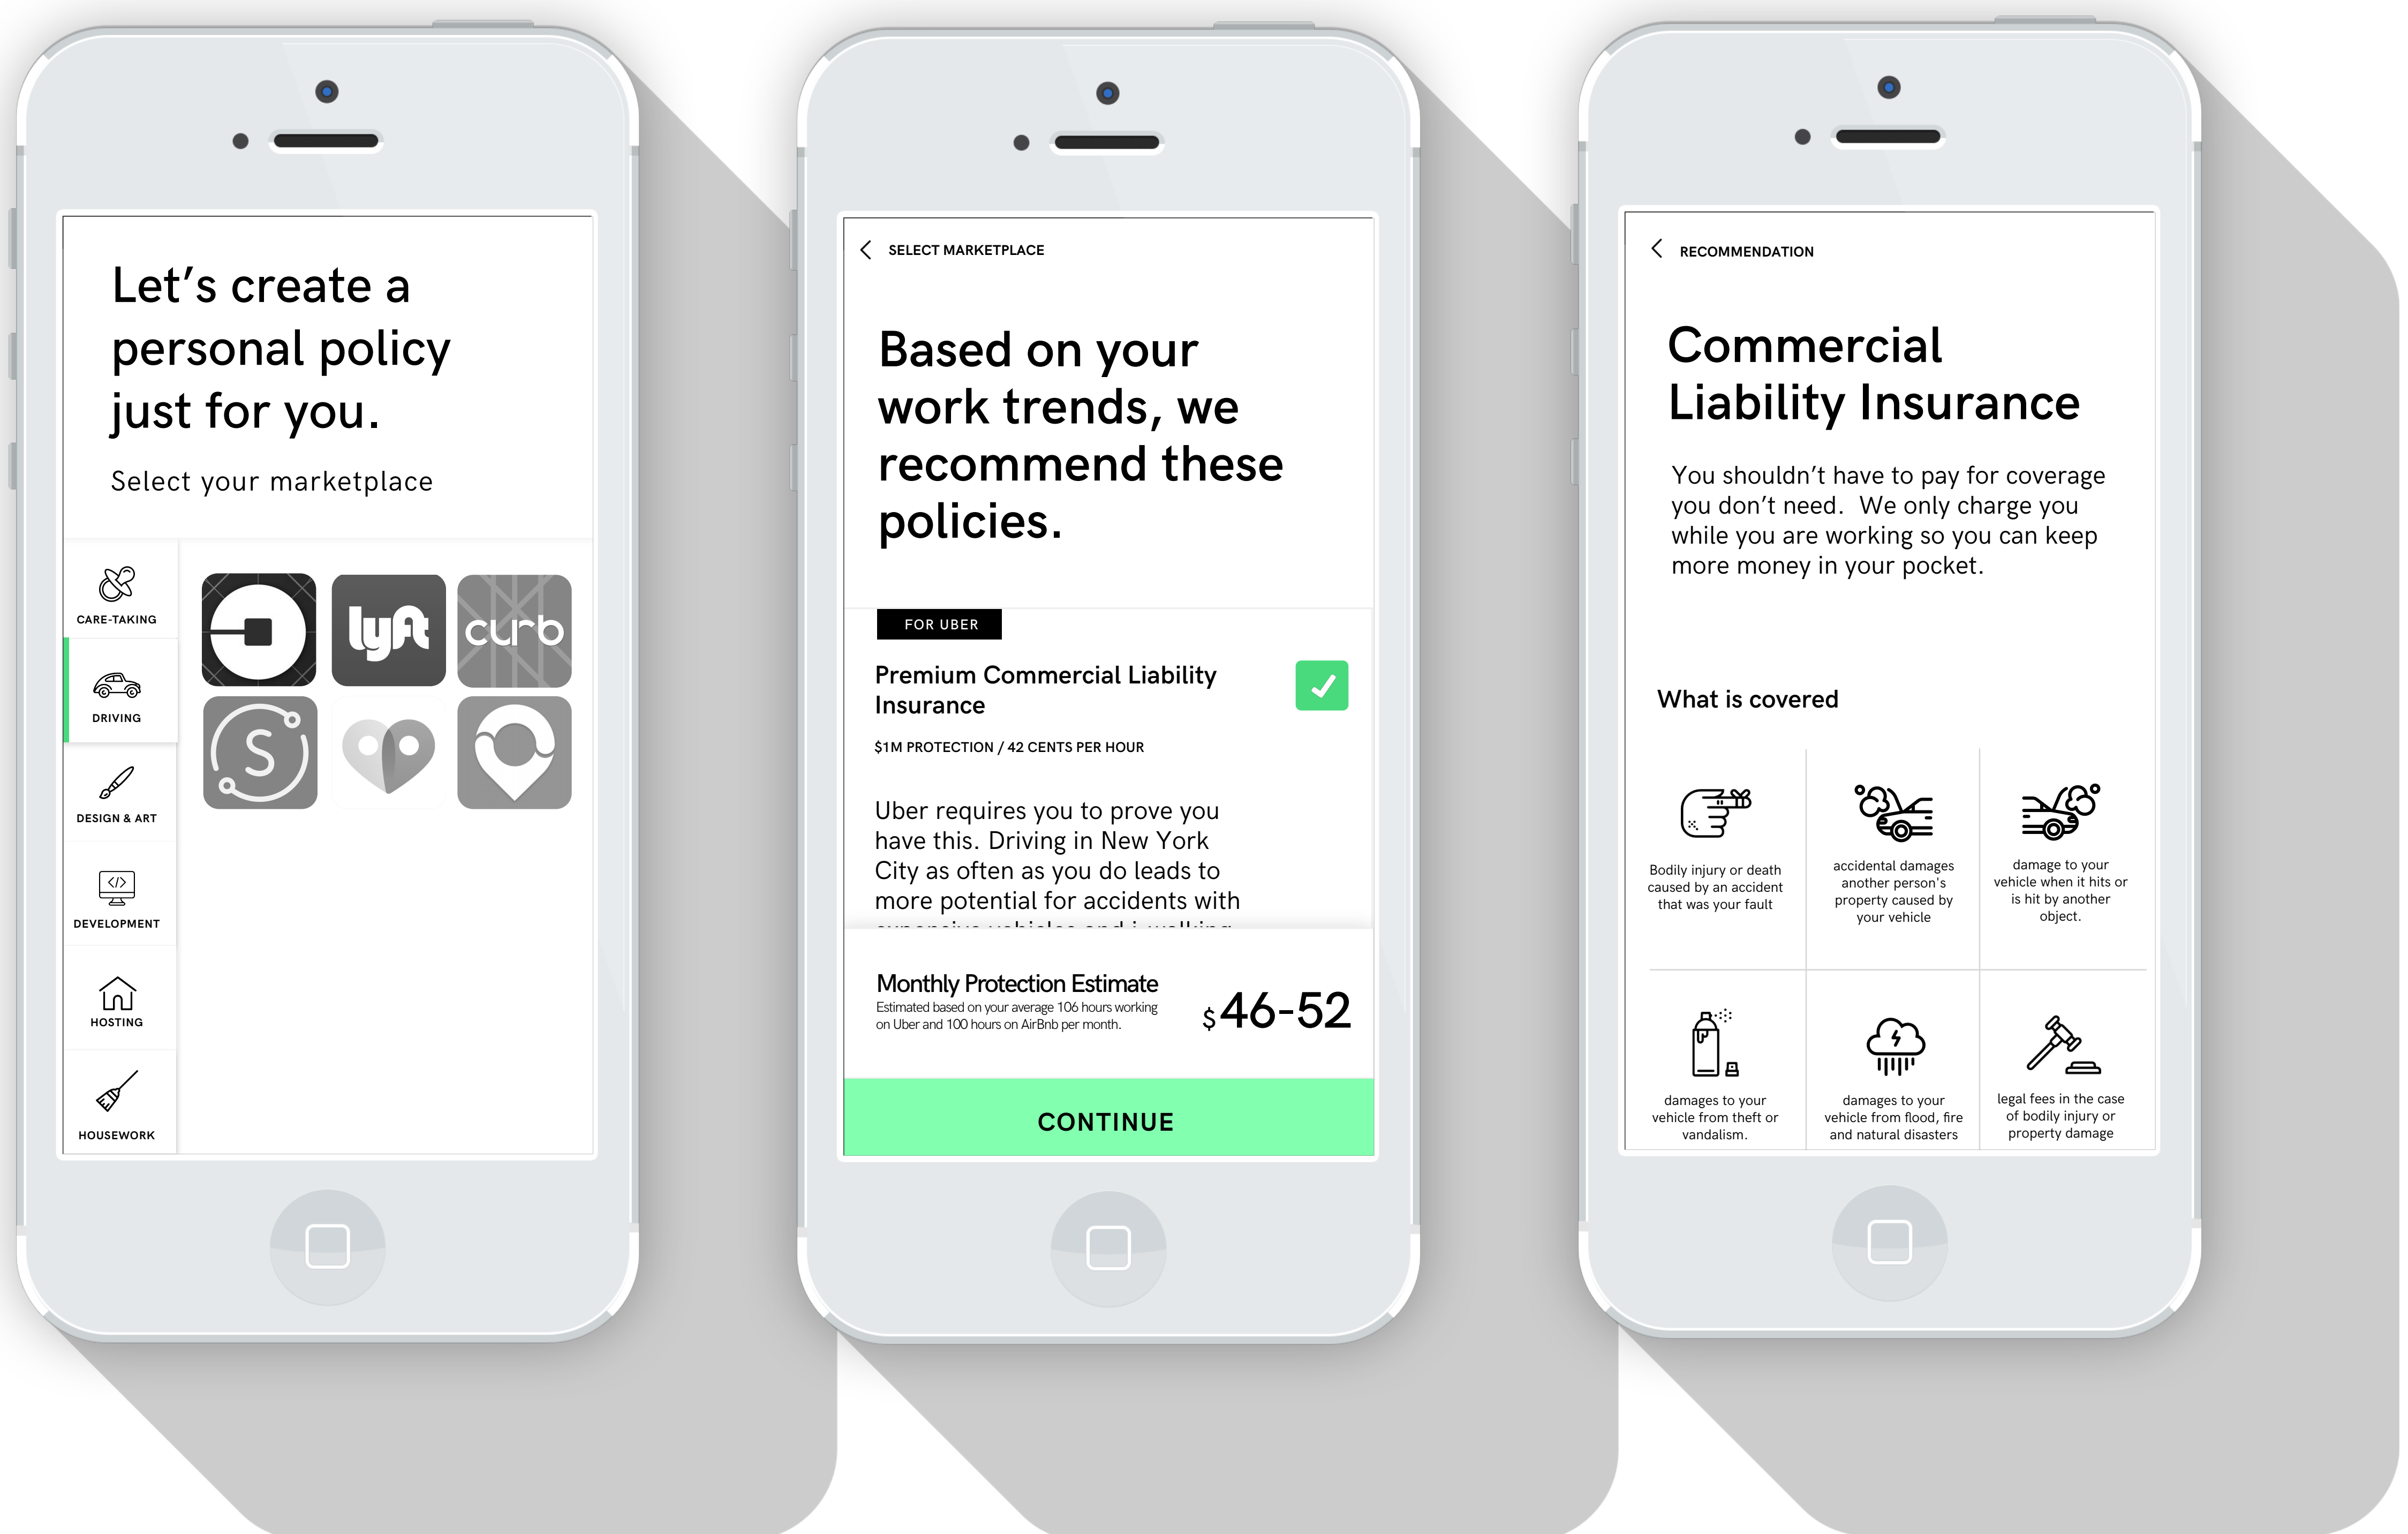 Let’s create a
personal policy
just for you.
Select your marketplace
CARE-TAKING
DRIVING
DESIGN & ART
DEVELOPMENT
HOSTING
HOUSEWORK
lyft
curb
S
SELECT MARKETPLACE
Based on your
work trends, we
recommend these
policies.
FOR UBER
Premium Commercial Liability
Insurance
$1M PROTECTION / 42 CENTS PER HOUR
Uber requires you to prove you
have this. Driving in New York
City as often as you do leads to
more potential for accidents with
expensive vehicles and j-walking
Monthly Protection Estimate
Estimated based on your average 106 hours working
on Uber and 100 hours on AirBnb per month.
$46-52
CONTINUE
RECOMMENDATION
Commercial
Liability Insurance
You shouldn’t have to pay for coverage
you don’t need.  We only charge you
while you are working so you can keep
more money in your pocket.
What is covered
Bodily injury or death
caused by an accident
that was your fault
accidental damages
another person's
property caused by
your vehicle
damage to your
vehicle when it hits or
is hit by another
object.
damages to your
vehicle from theft or
vandalism.
damages to your
vehicle from flood, fire
and natural disasters
legal fees in the case
of bodily injury or
property damage